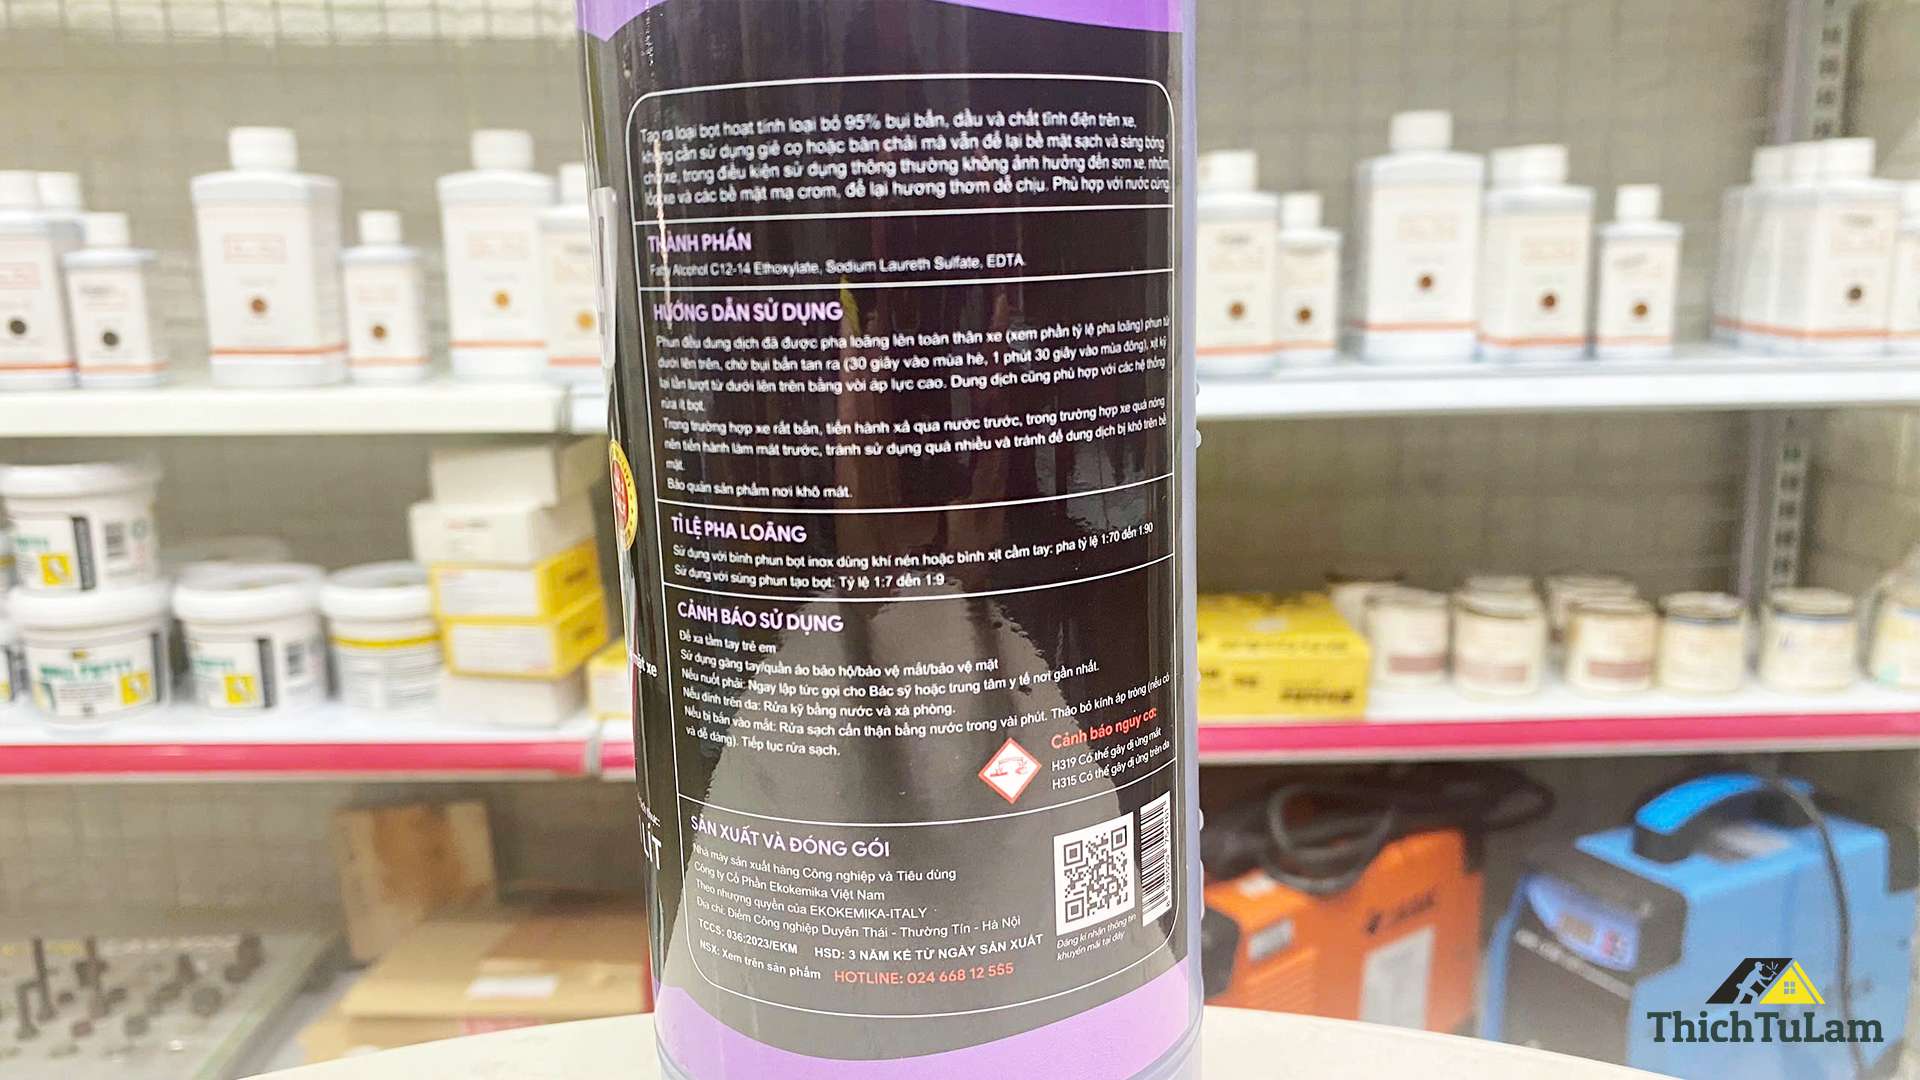 Tạo ra loại bọt hoạt tính loại bỏ 95% bụi bẩn, dầu và chất tĩnh điện trên xe,
không cần sử dụng giẻ cọ hoặc bàn chải mà vẫn để lại bề mặt sạch và sáng bóng
cho xe, trong điều kiện sử dụng thông thường không ảnh hưởng đến sơn xe, nhôm,
lốp xe và các bề mặt mạ crom, để lại hương thơm dễ chịu. Phù hợp với nước cứng
THÀNH PHẦN
Fatty Alcohol C12-14 Ethoxylate, Sodium Laureth Sulfate, EDTA
HƯỚNG DẪN SỬ DỤNG
Phun đều dung dịch đã được pha loãng lên toàn thân xe (xem phần tỷ lệ pha loãng) phun từ
dưới lên trên, chờ bụi bẩn tan ra (30 giây vào mùa hè, 1 phút 30 giây vào mùa đông), xịt kỹ
lại lần lượt từ dưới lên trên bằng vòi áp lực cao. Dung dịch cũng phù hợp với các hệ thống
rửa ít bọt.
Trong trường hợp xe rất bẩn, tiến hành xả qua nước trước, trong trường hợp xe quá nóng
nên tiến hành làm mát trước, tránh sử dụng quá nhiều và tránh để dung dịch bị khô trên bề
mặt.
Bảo quản sản phẩm nơi khô mát.
TỈ LỆ PHA LOÃNG
Sử dụng với bình phun bọt inox dùng khí nén hoặc bình xịt cầm tay: pha tỷ lệ 1:70 đến 1:90
Sử dụng với súng phun tạo bọt: Tỷ lệ 1:7 đến 1:9
CẢNH BÁO SỬ DỤNG
Để xa tầm tay trẻ em
Sử dụng găng tay/quần áo bảo hộ/bảo vệ mắt/bảo vệ mặt
Nếu nuốt phải: Ngay lập tức gọi cho Bác sỹ hoặc trung tâm y tế nơi gần nhất.
Nếu dính trên da: Rửa kỹ bằng nước và xà phòng.
Nếu bị bắn vào mắt: Rửa sạch cẩn thận bằng nước trong vài phút. Tháo bỏ kính áp tròng (nếu có
và dễ dàng). Tiếp tục rửa sạch.
Cảnh báo nguy cơ:
H319 Có thể gây dị ứng mắt
H315 Có thể gây dị ứng trên da
SẢN XUẤT VÀ ĐÓNG GÓI
Nhà máy sản xuất hàng Công nghiệp và Tiêu dùng
Công ty Cổ Phần Ekokemika Việt Nam
Theo nhượng quyền của EKOKEMIKA-ITALY
Địa chỉ: Điểm Công nghiệp Duyên Thái - Thường Tín - Hà Nội
TCCS: 036:2023/EKM HSD: 3 NĂM KỂ TỪ NGÀY SẢN XUẤT
NSX: Xem trên sản phẩm HOTLINE: 024 668 12 555
Đăng kí nhận thông tin
khuyến mãi tại đây
mặt xe
LÍT
ThichTuLam